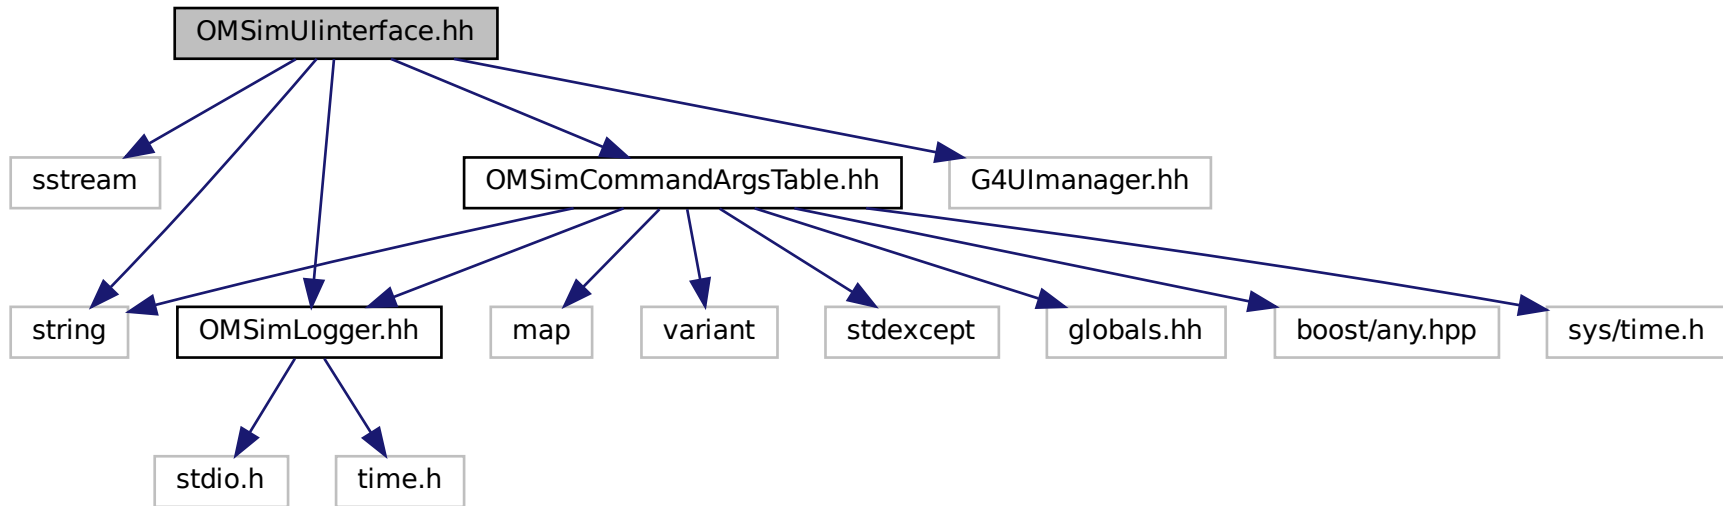 OMSimUIinterface.hh
sstream
OMSimCommandArgsTable.hh
G4UImanager.hh
string
OMSimLogger.hh
map
variant
stdexcept
globals.hh
boost/any.hpp
sys/time.h
stdio.h
time.h